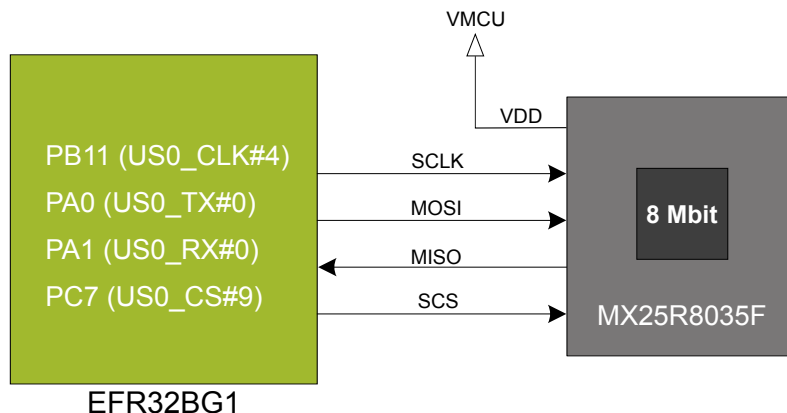 VMCU
VDD
PB11 (US0_CLK#4)
SCLK
PA0 (US0_TX#0)
MOSI
PA1 (US0_RX#0)
MISO
PC7 (US0_CS#9)
SCS
8 Mbit
MX25R8035F
EFR32BG1